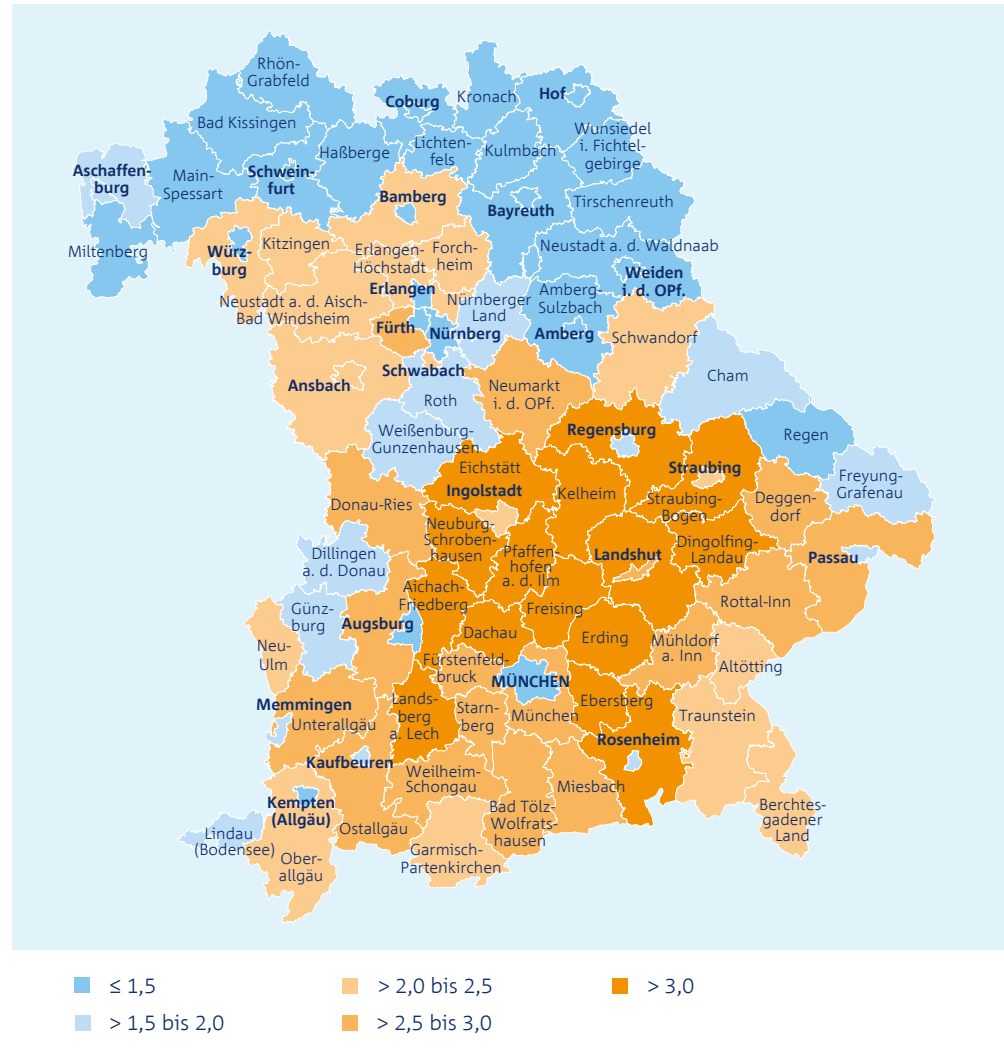 Rhön-
Grabfeld
Coburg
Kronach
Hof
Bad Kissingen
Haßberge
Lichten-
fels
Kulmbach
Wunsiedel
i. Fichtel-
gebirge
Aschaffen-
burg
Main-
Spessart
Schwein-
furt
Bamberg
Bayreuth
Tirschenreuth
Miltenberg
Würz-
burg
Kitzingen
Erlangen-
Höchstadt
Forch-
heim
Neustadt a. d. Waldnaab
Weiden
i. d. OPf.
Erlangen
Neustadt a. d. Aisch-
Bad Windsheim
Nürnberger
Land
Amberg-
Sulzbach
Fürth
Nürnberg
Amberg
Schwandorf
Ansbach
Schwabach
Roth
Neumarkt
i. d. OPf.
Cham
Weißenburg-
Gunzenhausen
Regensburg
Regen
Eichstätt
Ingolstadt
Kelheim
Straubing
Straubing-
Bogen
Deggen-
dorf
Freyung-
Grafenau
Donau-Ries
Neuburg-
Schroben-
hausen
Pfaffen-
hofen
a. d. Ilm
Landshut
Dingolfing-
Landau
Passau
Dillingen
a. d. Donau
Aichach-
Friedberg
Freising
Rottal-Inn
Günz-
burg
Augsburg
Dachau
Erding
Mühldorf
a. Inn
Altötting
Neu-
Ulm
Fürstenfeld-
bruck
MÜNCHEN
Memmingen
Unterallgäu
Lands-
berg
a. Lech
Starn-
berg
München
Ebersberg
Traunstein
Rosenheim
Kaufbeuren
Weilheim-
Schongau
Miesbach
Kempten
(Allgäu)
Ostallgäu
Bad Tölz-
Wolfrats-
hausen
Berchtes-
gadener
Land
Lindau
(Bodensee)
Ober-
allgäu
Garmisch-
Partenkirchen
≤ 1,5
> 2,0 bis 2,5
> 3,0
> 1,5 bis 2,0
> 2,5 bis 3,0